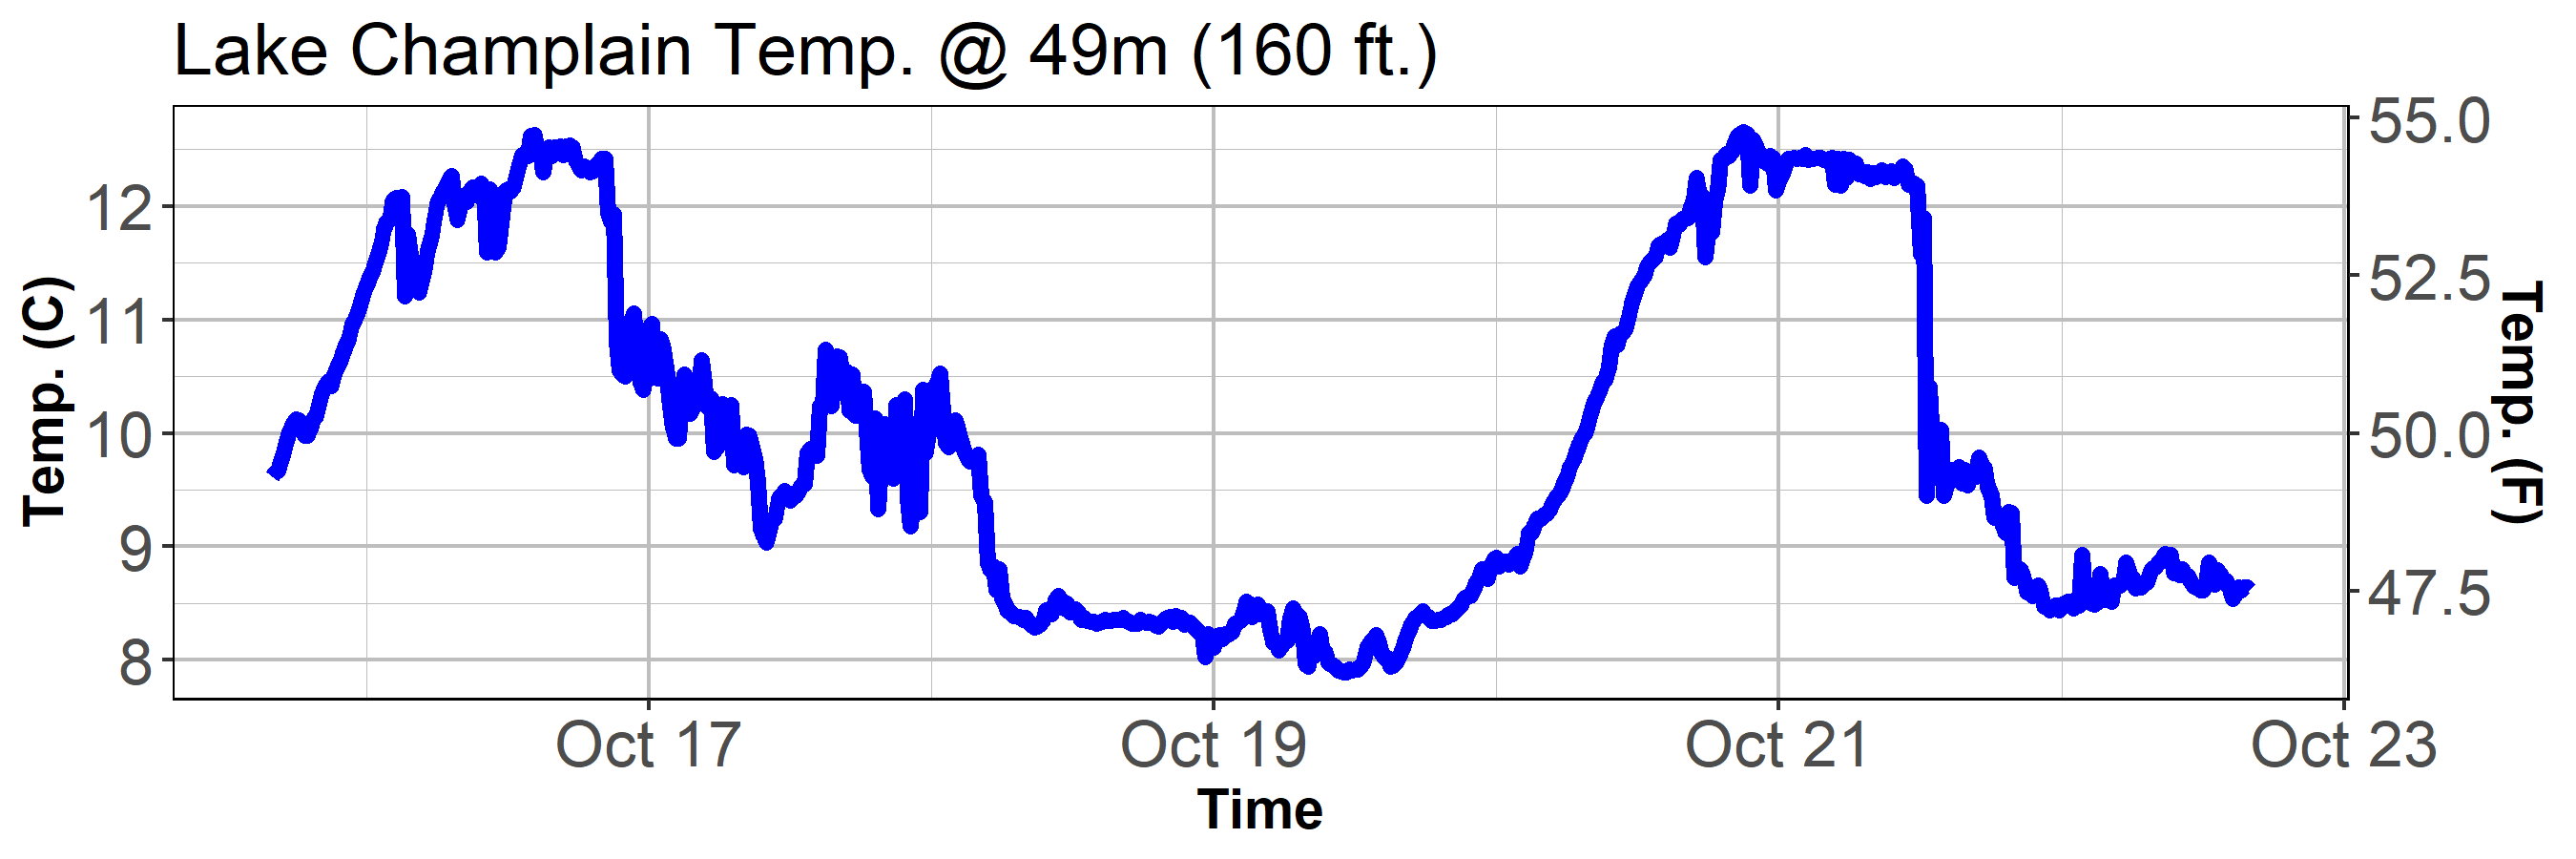 Lake Champlain Temp. @ 49m (160 ft.)
Temp. (C)
12
11
10
9
8
55.0
52.5
50.0
47.5
Temp. (F)
Oct 17
Oct 19
Oct 21
Oct 23
Time